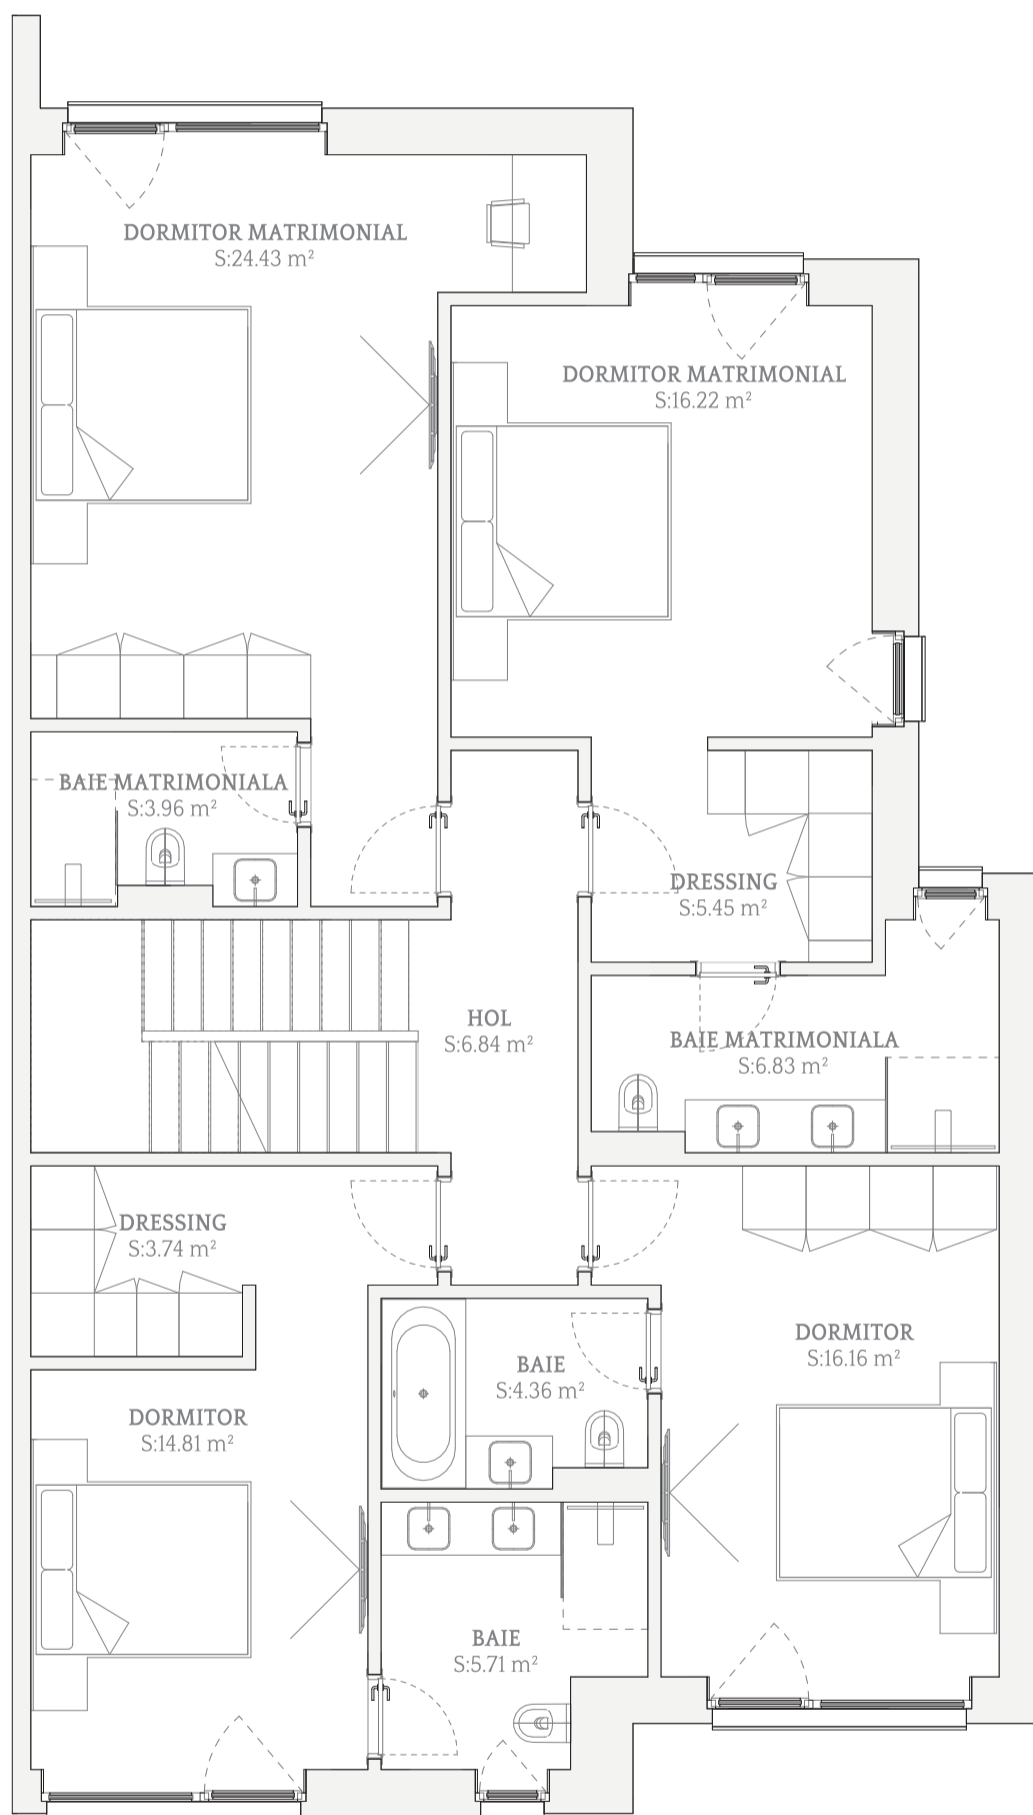 DORMITOR MATRIMONIAL
S:24.43 m²
DORMITOR MATRIMONIAL
S:16.22 m²
BAIE MATRIMONIALA
S:3.96 m²
DRESSING
S:5.45 m²
HOL
S:6.84 m²
BAIE MATRIMONIALA
S:6.83 m²
DRESSING
S:3.74 m²
DORMITOR
S:16.16 m²
BAIE
S:4.36 m²
DORMITOR
S:14.81 m²
BAIE
S:5.71 m²